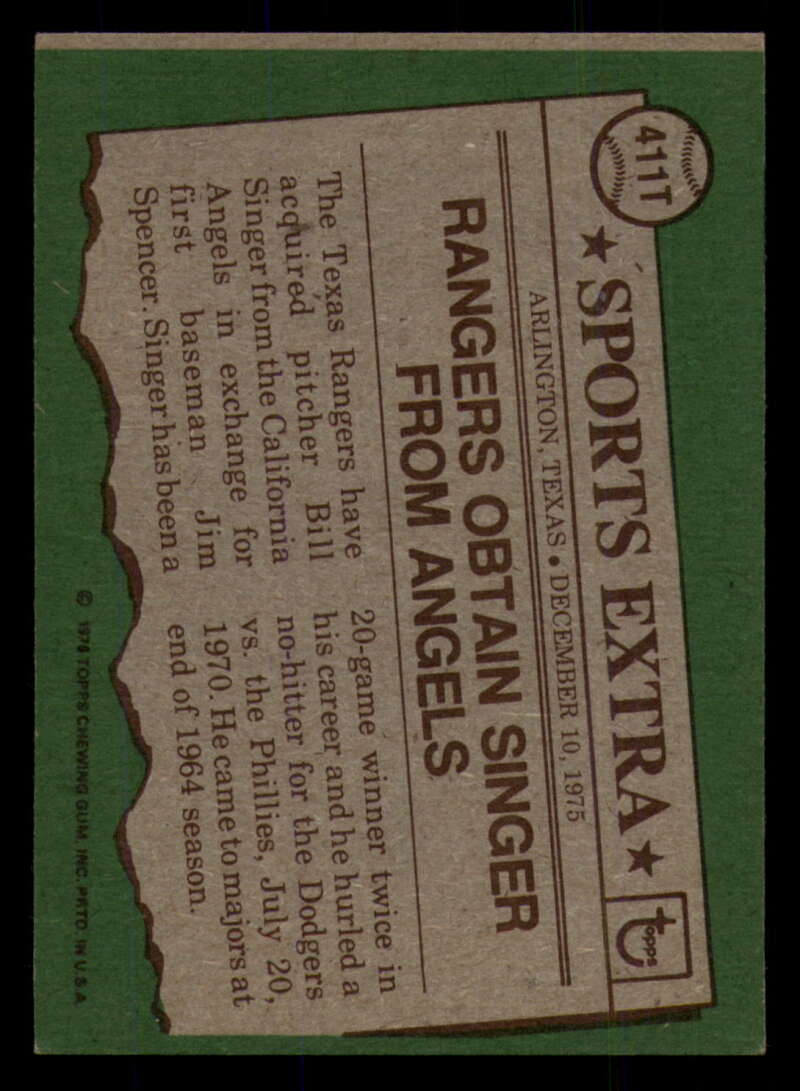 411T
★ SPORTS EXTRA ★
topps
ARLINGTON, TEXAS • DECEMBER 10, 1975
RANGERS OBTAIN SINGER
FROM ANGELS
The Texas Rangers have
acquired pitcher Bill
Singer from the California
Angels in exchange for
first baseman Jim
Spencer. Singer has been a
20-game winner twice in
his career and he hurled a
no-hitter for the Dodgers
vs. the Phillies, July 20,
1970. He came to majors at
end of 1964 season.
© 1976 TOPPS CHEWING GUM, INC. PRTD. IN U.S.A.